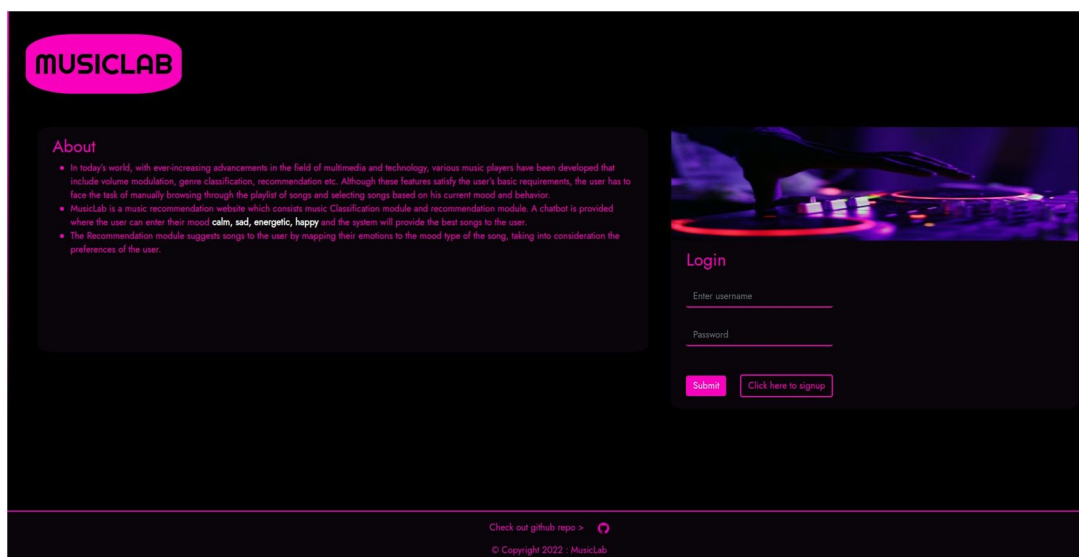 MUSICLAB
About
In today's world, with ever-increasing advancements in the field of multimedia and technology, various music players have been developed that
include volume modulation, genre classification, recommendation etc. Although these features satisfy the user's basic requirements, the user has to
face the task of manually browsing through the playlist of songs and selecting songs based on his current mood and behavior.
MusicLab is a music recommendation website which consists music Classification module and recommendation module. A chatbot is provided
where the user can enter their mood calm, sad, energetic, happy and the system will provide the best songs to the user.
The Recommendation module suggests songs to the user by mapping their emotions to the mood type of the song, taking into consideration the
preferences of the user.
Login
Enter username
Password
Submit Click here to signup
Check out github repo >
© Copyright 2022 : MusicLab